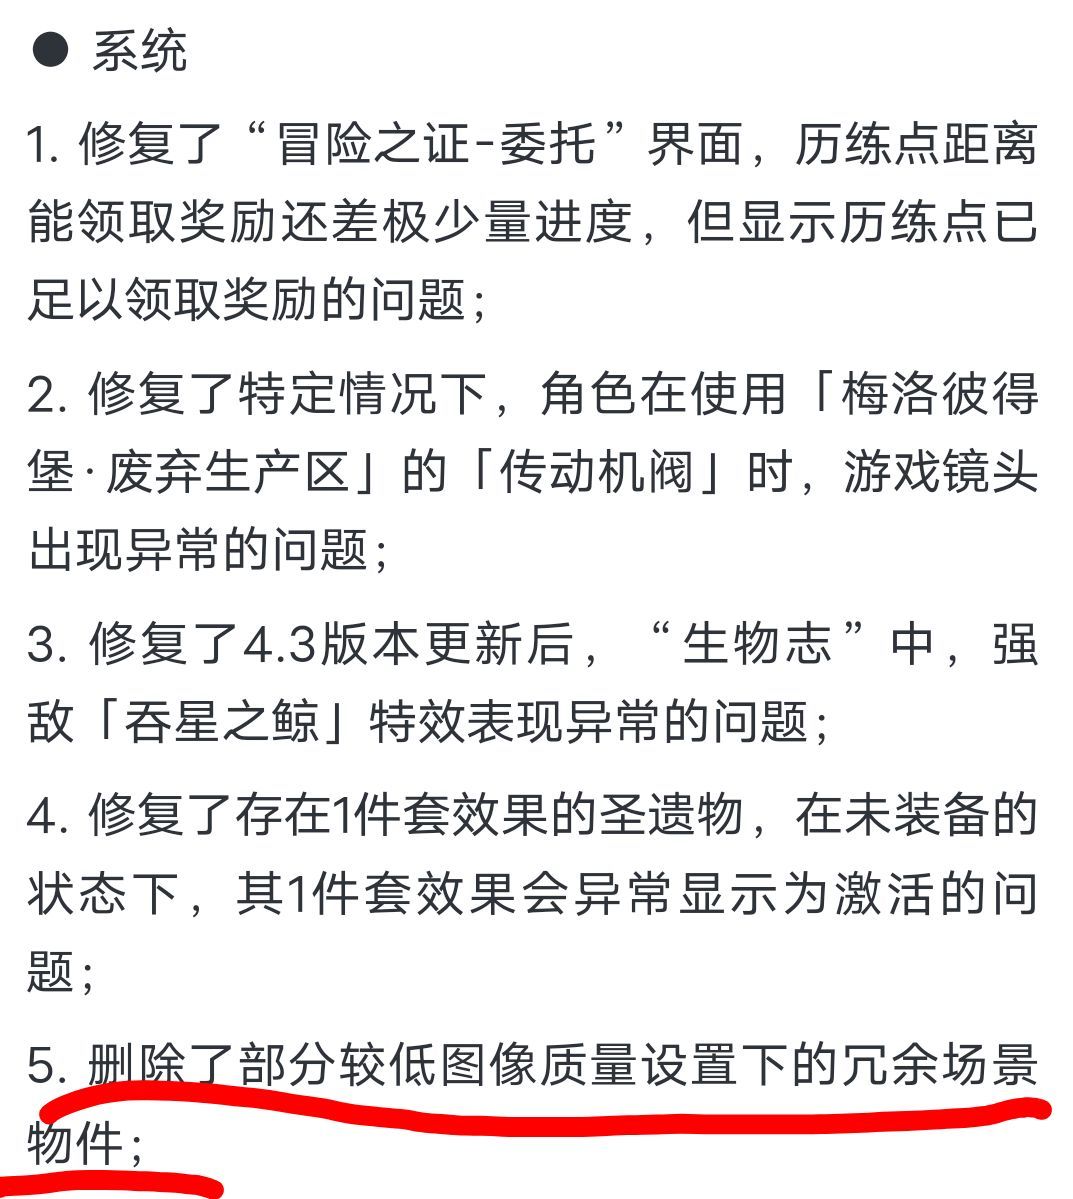 ● 系统
1. 修复了“冒险之证-委托”界面，历练点距离
能领取奖励还差极少量进度，但显示历练点已
足以领取奖励的问题；
2. 修复了特定情况下，角色在使用「梅洛彼得
堡·废弃生产区」的「传动机阀」时，游戏镜头
出现异常的问题；
3. 修复了4.3版本更新后，“生物志”中，强
敌「吞星之鲸」特效表现异常的问题；
4. 修复了存在1件套效果的圣遗物，在未装备的
状态下，其1件套效果会异常显示为激活的问
题；
5. 删除了部分较低图像质量设置下的冗余场景
物件；